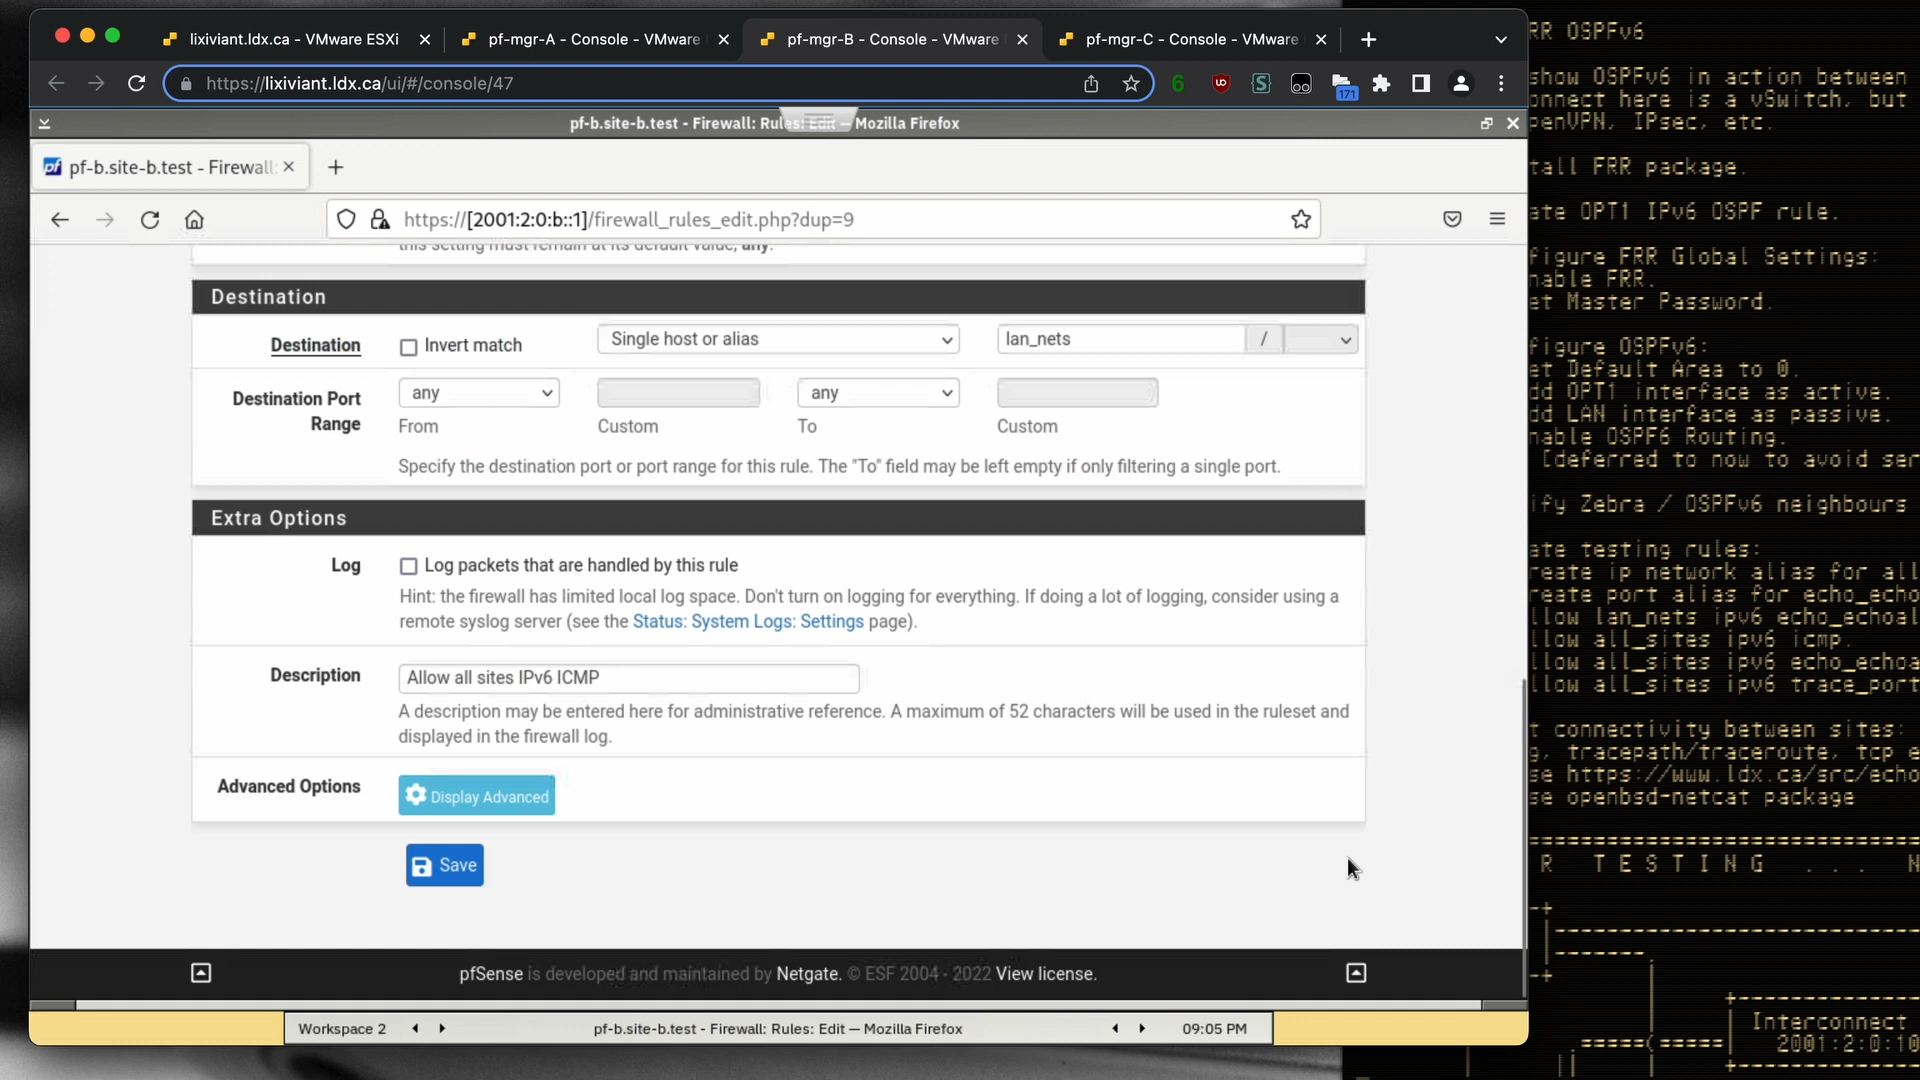 lixiviant.ldx.ca - VMware ESXi
pf-mgr-A - Console - VMware
pf-mgr-B - Console - VMware
pf-mgr-C - Console - VMware
https://lixiviant.ldx.ca/ui/#/console/47
6
171
pf-b.site-b.test - Firewall: Rules: Edit — Mozilla Firefox
pf-b.site-b.test - Firewall:
https://[2001:2:0:b::1]/firewall_rules_edit.php?dup=9
this setting must remain at its default value, any.
Destination
Destination
Invert match
Single host or alias
lan_nets
/
Destination Port Range
any
any
From
Custom
To
Custom
Specify the destination port or port range for this rule. The "To" field may be left empty if only filtering a single port.
Extra Options
Log
Log packets that are handled by this rule
Hint: the firewall has limited local log space. Don't turn on logging for everything. If doing a lot of logging, consider using a
remote syslog server (see the Status: System Logs: Settings page).
Description
Allow all sites IPv6 ICMP
A description may be entered here for administrative reference. A maximum of 52 characters will be used in the ruleset and
displayed in the firewall log.
Advanced Options
Display Advanced
Save
pfSense is developed and maintained by Netgate. © ESF 2004 - 2022 View license.
Workspace 2
pf-b.site-b.test - Firewall: Rules: Edit — Mozilla Firefox
09:05 PM
RR OSPFv6
show OSPFv6 in action between
onnect here is a vSwitch, but
penVPN, IPsec, etc.
tall FRR package.
ate OPT1 IPv6 OSPF rule.
figure FRR Global Settings:
nable FRR.
et Master Password.
figure OSPFv6:
et Default Area to 0.
dd OPT1 interface as active.
dd LAN interface as passive.
nable OSPF6 Routing.
[deferred to now to avoid ser
ify Zebra / OSPFv6 neighbours
ate testing rules:
reate ip network alias for all
reate port alias for echo_echo
llow lan_nets ipv6 echo_echoal
llow all_sites ipv6 icmp.
llow all_sites ipv6 echo_echoa
llow all_sites ipv6 trace_port
t connectivity between sites:
g, tracepath/traceroute, tcp e
se https://www.ldx.ca/src/echo
se openbsd-netcat package
R T E S T I N G . . . N
Interconnect
2001:2:0:10